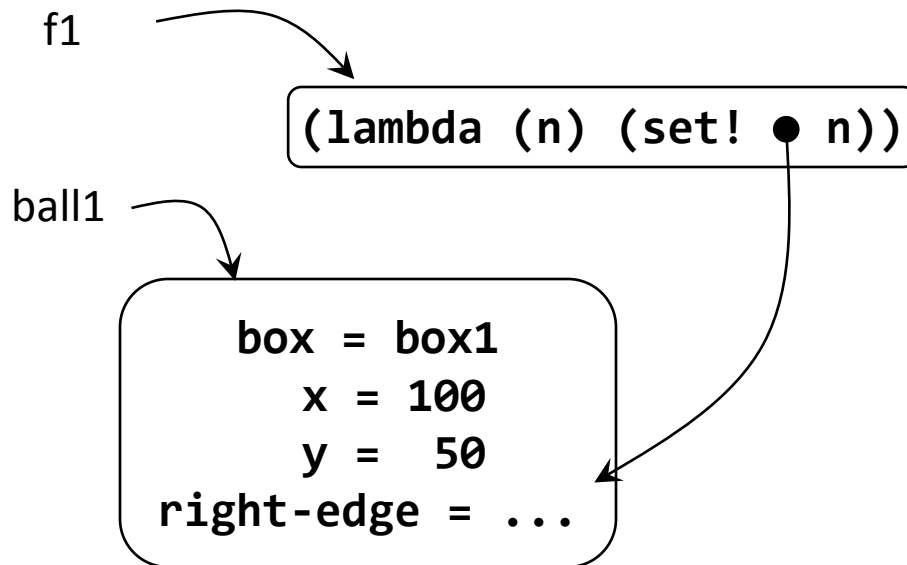 f1
(lambda (n) (set! ● n))
ball1
box = box1
x = 100
y = 50
right-edge = ...